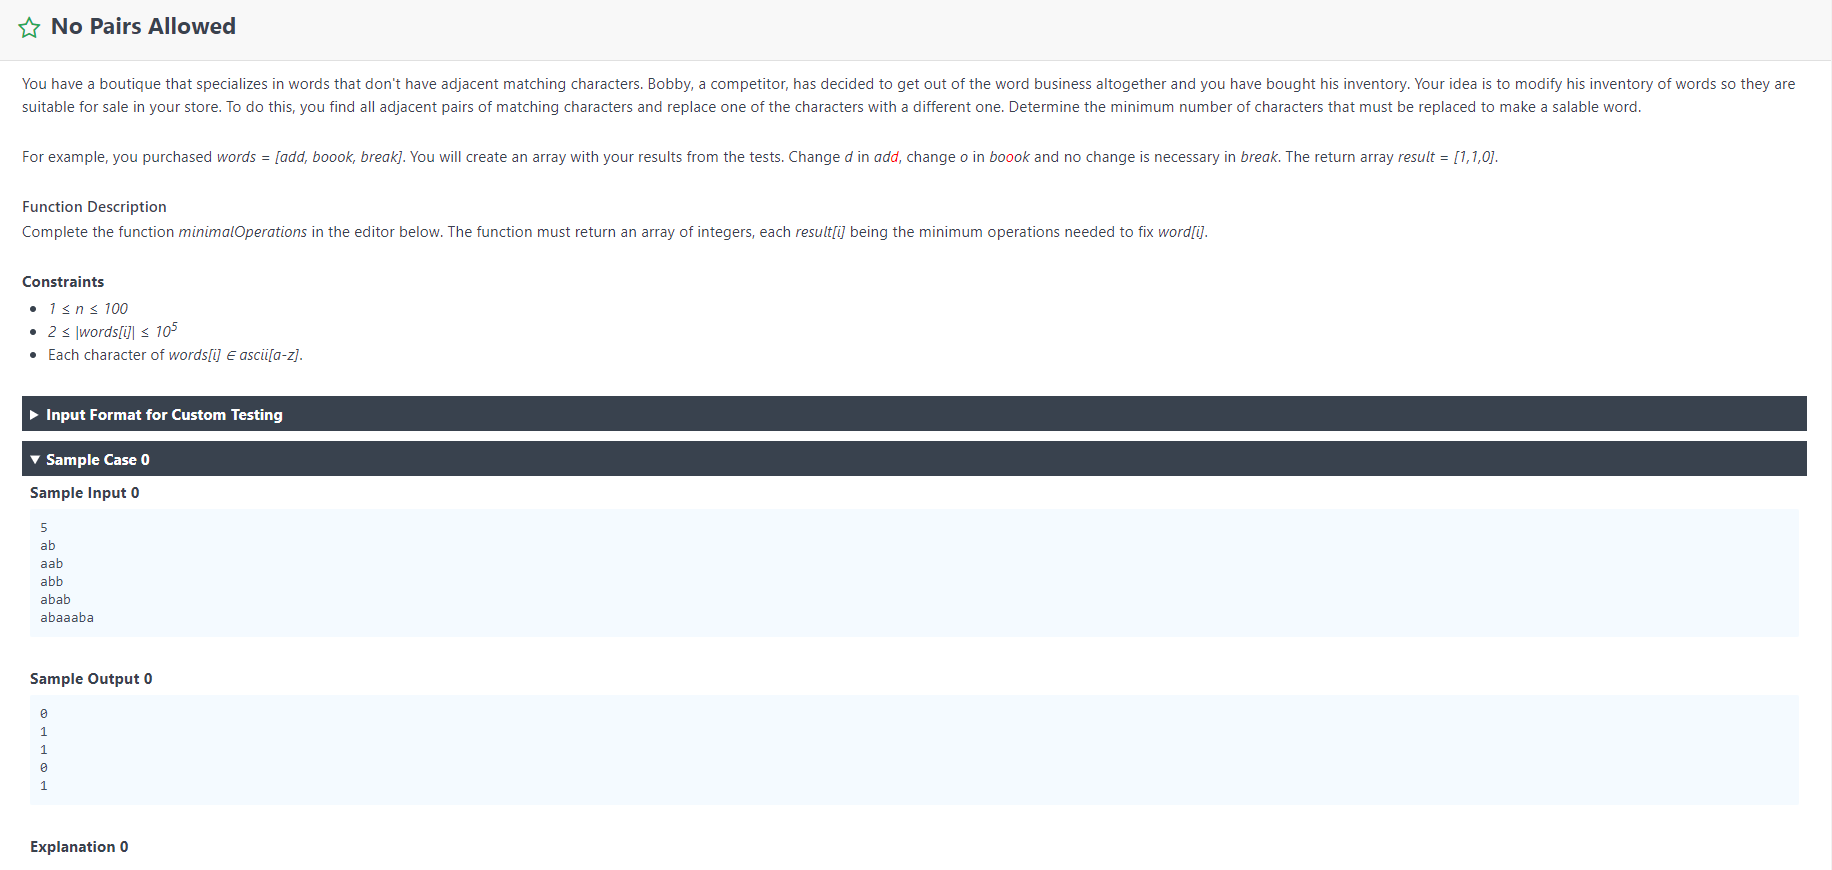 No Pairs Allowed
You have a boutique that specializes in words that don't have adjacent matching characters. Bobby, a competitor, has decided to get out of the word business altogether and you have bought his inventory. Your idea is to modify his inventory of words so they are
suitable for sale in your store. To do this, you find all adjacent pairs of matching characters and replace one of the characters with a different one. Determine the minimum number of characters that must be replaced to make a salable word.
For example, you purchased words = [add, boook, break]. You will create an array with your results from the tests. Change d in add, change o in boook and no change is necessary in break. The return array result = [1,1,0].
Function Description
Complete the function minimalOperations in the editor below. The function must return an array of integers, each result[i] being the minimum operations needed to fix word[i].
Constraints
• 1 ≤ n ≤ 100
• 2 ≤ |words[i]| ≤ 10⁵
• Each character of words[i] ∈ ascii[a-z].
▶ Input Format for Custom Testing
▼ Sample Case 0
Sample Input 0
5
ab
aab
abb
abab
abaaaba
Sample Output 0
0
1
1
0
1
Explanation 0